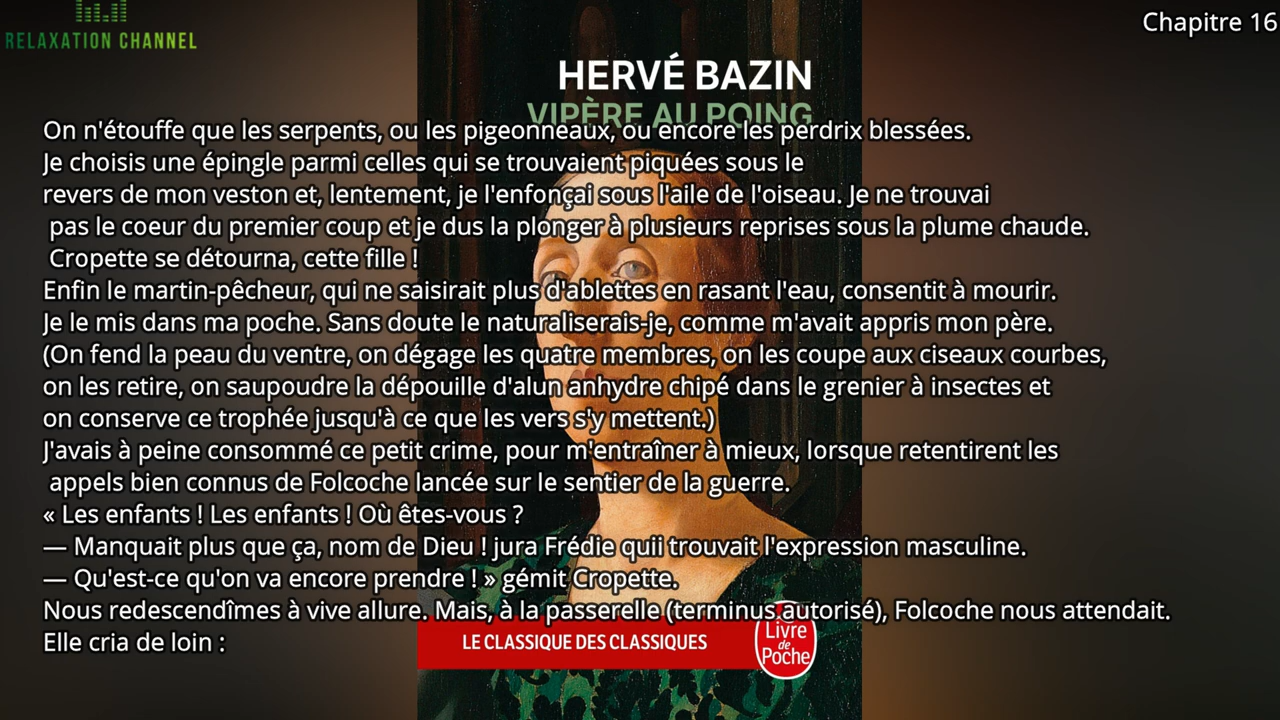 RELAXATION CHANNEL
Chapitre 16
HERVÉ BAZIN
VIPÈRE AU POING
On n'étouffe que les serpents, ou les pigeonneaux, ou encore les perdrix blessées.
Je choisis une épingle parmi celles qui se trouvaient piquées sous le
revers de mon veston et, lentement, je l'enfonçai sous l'aile de l'oiseau. Je ne trouvai
pas le coeur du premier coup et je dus la plonger à plusieurs reprises sous la plume chaude.
Cropette se détourna, cette fille !
Enfin le martin-pêcheur, qui ne saisirait plus d'ablettes en rasant l'eau, consentit à mourir.
Je le mis dans ma poche. Sans doute le naturaliserais-je, comme m'avait appris mon père.
(On fend la peau du ventre, on dégage les quatre membres, on les coupe aux ciseaux courbes,
on les retire, on saupoudre la dépouille d'alun anhydre chipé dans le grenier à insectes et
on conserve ce trophée jusqu'à ce que les vers s'y mettent.)
J'avais à peine consommé ce petit crime, pour m'entraîner à mieux, lorsque retentirent les
appels bien connus de Folcoche lancée sur le sentier de la guerre.
« Les enfants ! Les enfants ! Où êtes-vous ?
— Manquait plus que ça, nom de Dieu ! jura Frédie quii trouvait l'expression masculine.
— Qu'est-ce qu'on va encore prendre ! » gémit Cropette.
Nous redescendîmes à vive allure. Mais, à la passerelle (terminus autorisé), Folcoche nous attendait.
Elle cria de loin :
LE CLASSIQUE DES CLASSIQUES
Livre
de
Poche